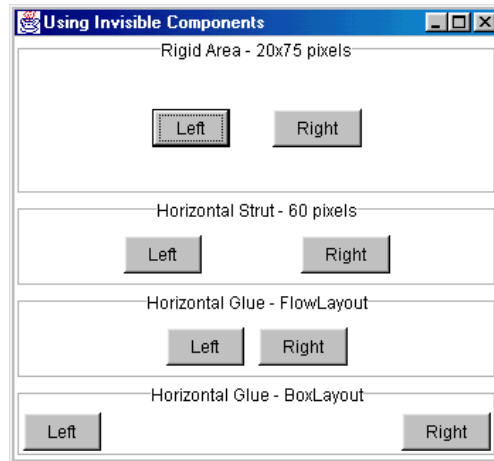 Using Invisible Components
Rigid Area - 20x75 pixels
Left Right
Horizontal Strut - 60 pixels
Left Right
Horizontal Glue - FlowLayout
Left Right
Horizontal Glue - BoxLayout
Left Right